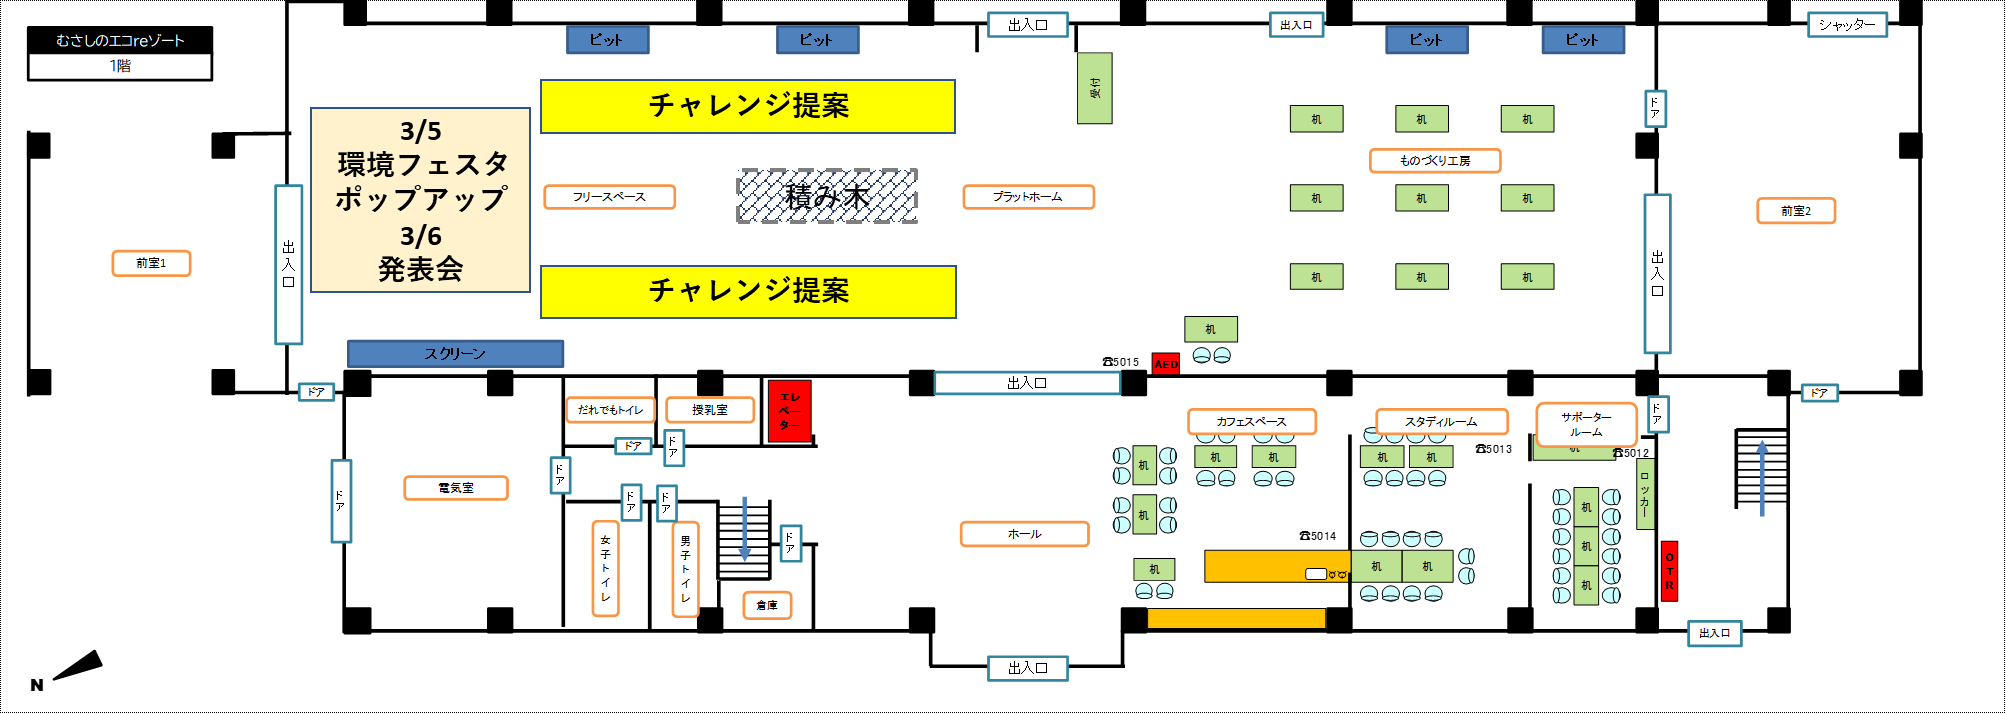 むさしのエコreゾート
1階
出入口
出入口
シャッター
ピット
ピット
ピット
ピット
受付
チャレンジ提案
3/5
環境フェスタ
ポップアップ
3/6
発表会
フリースペース
積み木
プラットホーム
机
机
机
ものづくり工房
机
机
机
机
机
机
ドア
前室2
前室1
出入口
出入口
チャレンジ提案
スクリーン
机
☎5015
AED
出入口
ドア
ドア
だれでもトイレ
授乳室
エレベーター
カフェスペース
スタディルーム
サポーター
ルーム
ドア
ドア
ドア
机
机
机
机
机
机
☎5013
☎5012
電気室
ドア
ドア
ドア
ドア
ロッカー
机
机
女子トイレ
男子トイレ
ドア
ホール
☎5014
机
机
机
机
机
OTR
倉庫
出入口
出入口
N